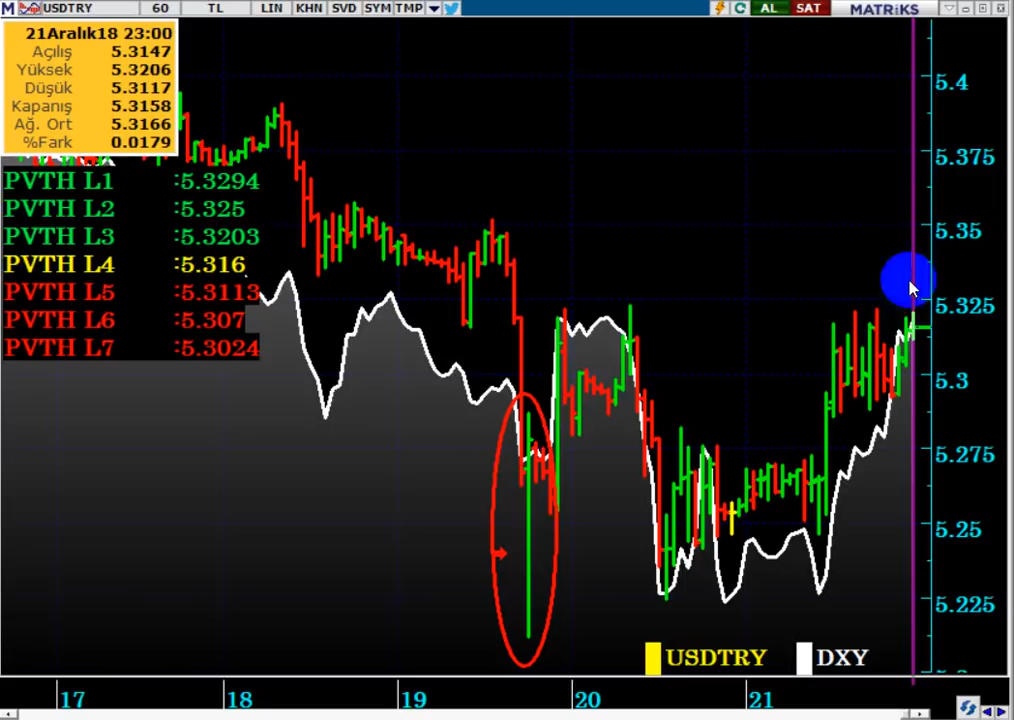 M USDTRY 60 TL LIN KHN SVD SYM TMP AL SAT MATRiKS
21Aralık18 23:00
Açılış 5.3147
Yüksek 5.3206
Düşük 5.3117
Kapanış 5.3158
Ağ. Ort 5.3166
%Fark 0.0179
PVTH L1 :5.3294
PVTH L2 :5.325
PVTH L3 :5.3203
PVTH L4 :5.316
PVTH L5 :5.3113
PVTH L6 :5.307
PVTH L7 :5.3024
5.4
5.375
5.35
5.325
5.3
5.275
5.25
5.225
USDTRY DXY
17 18 19 20 21